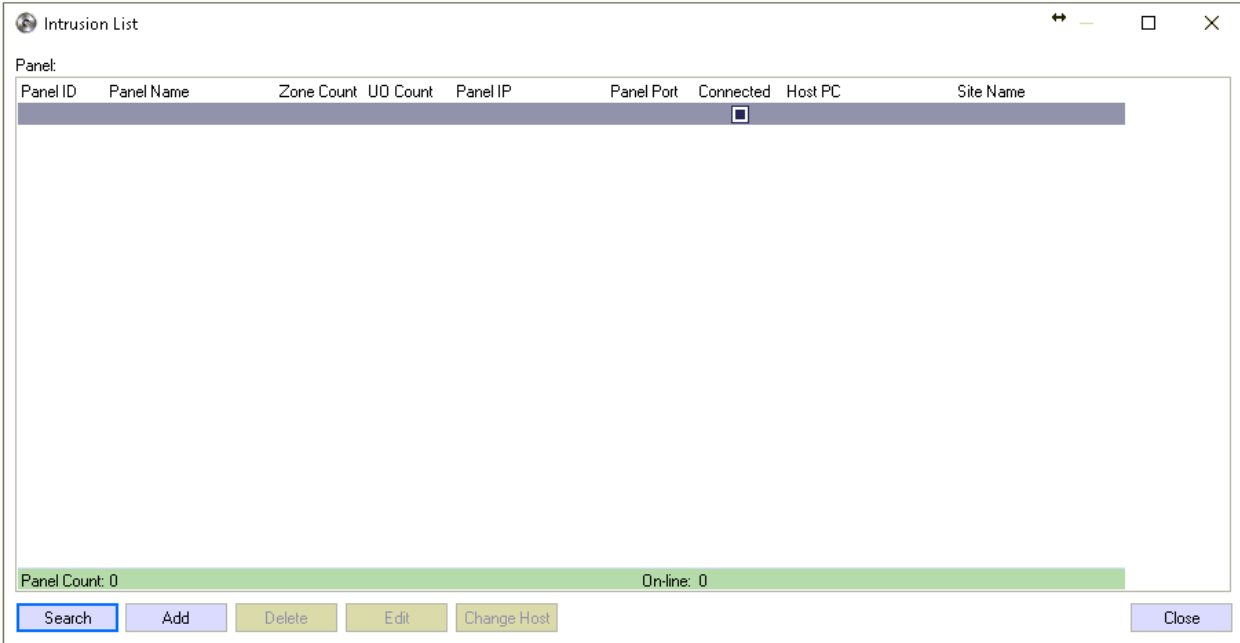 Intrusion List
Panel:
Panel ID Panel Name Zone Count UO Count Panel IP Panel Port Connected Host PC Site Name
Panel Count: 0 On-line: 0
Search Add Delete Edit Change Host Close